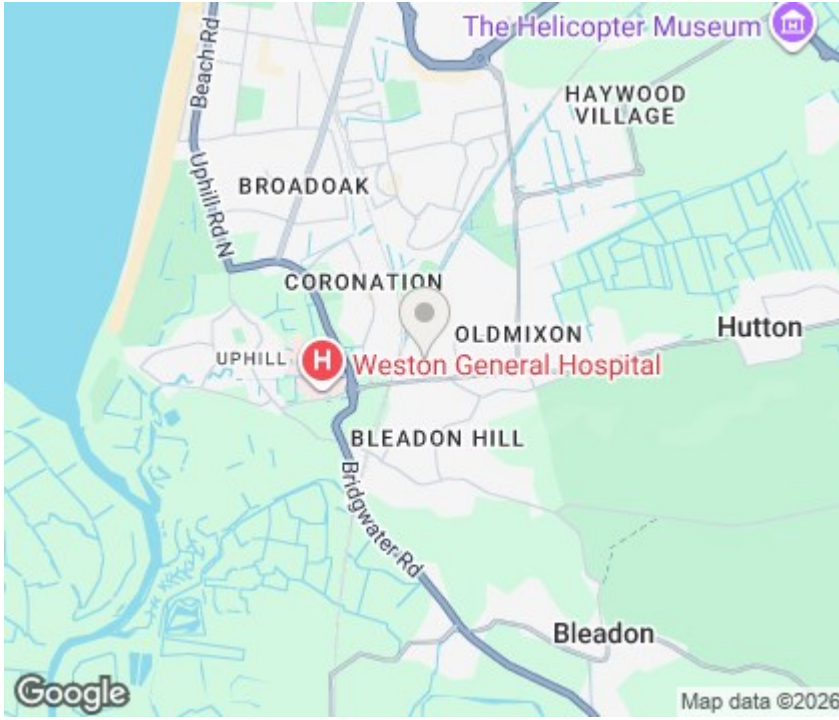 The Helicopter Museum
Beach Rd
HAYWOOD
VILLAGE
Uphill Rd N
BROADOAK
CORONATION
OLDMIXON
Hutton
UPHILL
H
Weston General Hospital
BLEADON HILL
Bridgwater Rd
Bleadon
Google
Map data ©2026